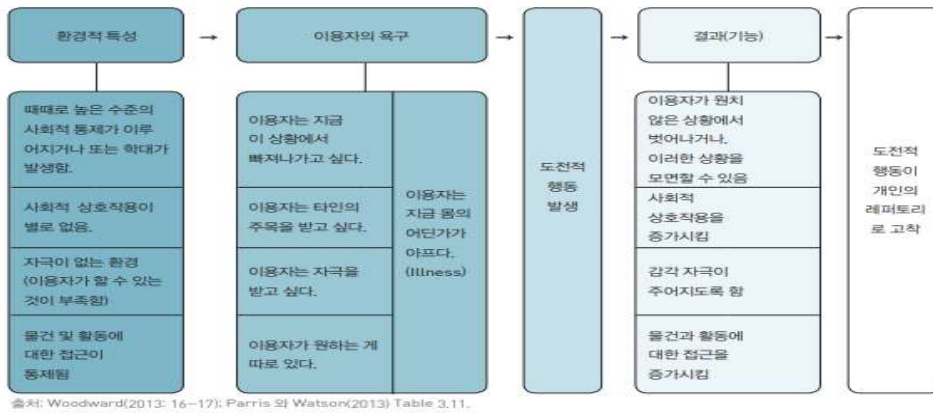 환경적 특성 → 이용자의 욕구 → → 결과(기능) →
때때로 높은 수준의
사회적 통제가 이루
어지거나 또는 학대가
발생함.
사회적 상호작용이
별로 없음.
자극이 없는 환경
(이용자가 할 수 있는
것이 부족함)
물건 및 활동에
대한 접근이
통제됨
이용자는 지금
이 상황에서
빠져나가고 싶다.
이용자는 타인의
주목을 받고 싶다.
이용자는 자극을
받고 싶다.
이용자가 원하는 게
따로 있다.
이용자는
지금 몸의
어딘가가
아프다.
(Illness)
도전적
행동
발생
이용자가 원치
않은 상황에서
벗어나거나,
이러한 상황을
모면할 수 있음
사회적
상호작용을
증가시킴
감각 자극이
주어지도록 함
물건과 활동에
대한 접근을
증가시킴
도전적
행동이
개인의
레퍼토리
로 고착
출처: Woodward(2013: 16-17); Parris 와 Watson(2013) Table 3.11.